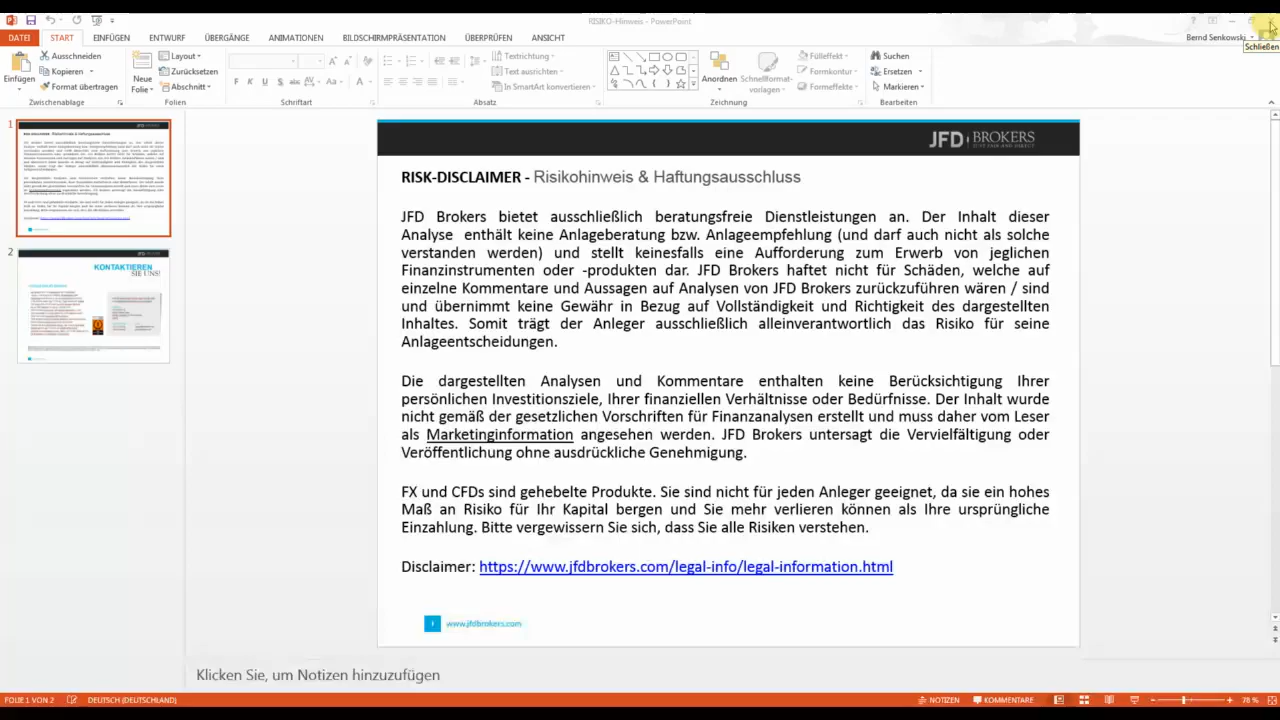 RISIKO-Hinweis - PowerPoint
DATEI START EINFÜGEN ENTWURF ÜBERGÄNGE ANIMATIONEN BILDSCHIRMPRÄSENTATION ÜBERPRÜFEN ANSICHT
Bernd Senkowski
Schließen
Einfügen
Ausschneiden
Kopieren
Format übertragen
Zwischenablage
Neue
Folie
Layout
Zurücksetzen
Abschnitt
Folien
F K U S abc AV Aa A
Schriftart
Textrichtung
Text ausrichten
In SmartArt konvertieren
Absatz
Anordnen
Schnellformat-
vorlagen
Fülleffekt
Formkontur
Formeffekte
Zeichnung
Suchen
Ersetzen
Markieren
Bearbeiten
1
2
KONTAKTIEREN
SIE UNS!
JFD BROKERS
JUST FAIR AND DIRECT
RISK-DISCLAIMER - Risikohinweis & Haftungsausschuss
JFD Brokers bietet ausschließlich beratungsfreie Dienstleistungen an. Der Inhalt dieser
Analyse enthält keine Anlageberatung bzw. Anlageempfehlung (und darf auch nicht als solche
verstanden werden) und stellt keinesfalls eine Aufforderung zum Erwerb von jeglichen
Finanzinstrumenten oder -produkten dar. JFD Brokers haftet nicht für Schäden, welche auf
einzelne Kommentare und Aussagen auf Analysen von JFD Brokers zurückzuführen wären / sind
und übernimmt keine Gewähr in Bezug auf Vollständigkeit und Richtigkeit des dargestellten
Inhaltes. Somit trägt der Anleger ausschließlich alleinverantwortlich das Risiko für seine
Anlageentscheidungen.
Die dargestellten Analysen und Kommentare enthalten keine Berücksichtigung Ihrer
persönlichen Investitionsziele, Ihrer finanziellen Verhältnisse oder Bedürfnisse. Der Inhalt wurde
nicht gemäß der gesetzlichen Vorschriften für Finanzanalysen erstellt und muss daher vom Leser
als Marketinginformation angesehen werden. JFD Brokers untersagt die Vervielfältigung oder
Veröffentlichung ohne ausdrückliche Genehmigung.
FX und CFDs sind gehebelte Produkte. Sie sind nicht für jeden Anleger geeignet, da sie ein hohes
Maß an Risiko für Ihr Kapital bergen und Sie mehr verlieren können als Ihre ursprüngliche
Einzahlung. Bitte vergewissern Sie sich, dass Sie alle Risiken verstehen.
Disclaimer: https://www.jfdbrokers.com/legal-info/legal-information.html
1 www.jfdbrokers.com
Klicken Sie, um Notizen hinzuzufügen
FOLIE 1 VON 2 DEUTSCH (DEUTSCHLAND) NOTIZEN KOMMENTARE 78 %